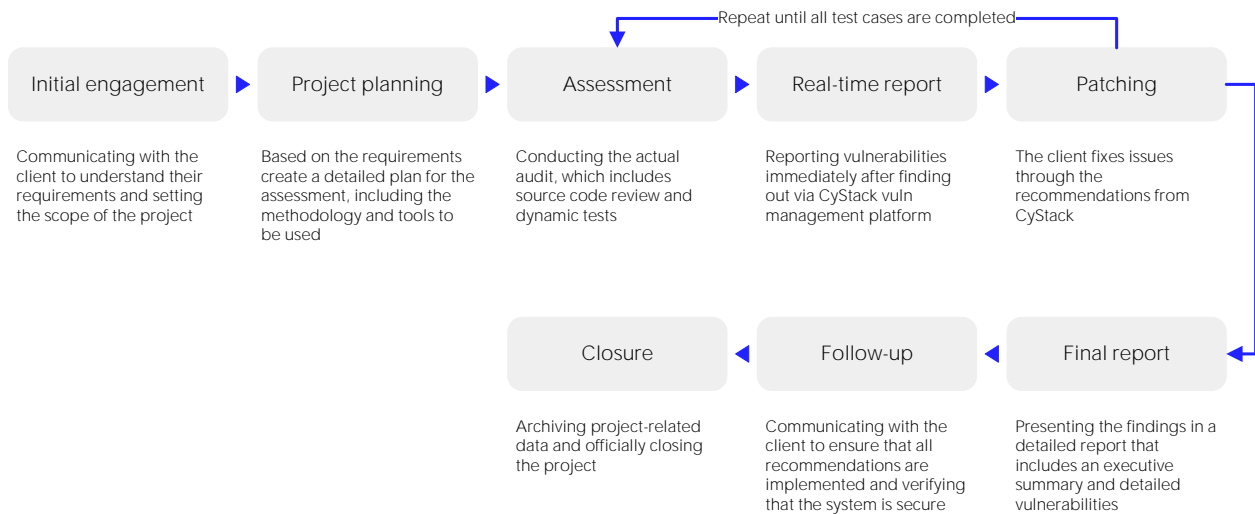 Repeat until all test cases are completed
Initial engagement
Project planning
Assessment
Real-time report
Patching
Communicating with the
client to understand their
requirements and setting
the scope of the project
Based on the requirements
create a detailed plan for the
assessment, including the
methodology and tools to
be used
Conducting the actual
audit, which includes
source code review and
dynamic tests
Reporting vulnerabilities
immediately after finding
out via CyStack vuln
management platform
The client fixes issues
through the
recommendations from
CyStack
Closure
Follow-up
Final report
Archiving project-related
data and officially closing
the project
Communicating with the
client to ensure that all
recommendations are
implemented and verifying
that the system is secure
Presenting the findings in a
detailed report that
includes an executive
summary and detailed
vulnerabilities